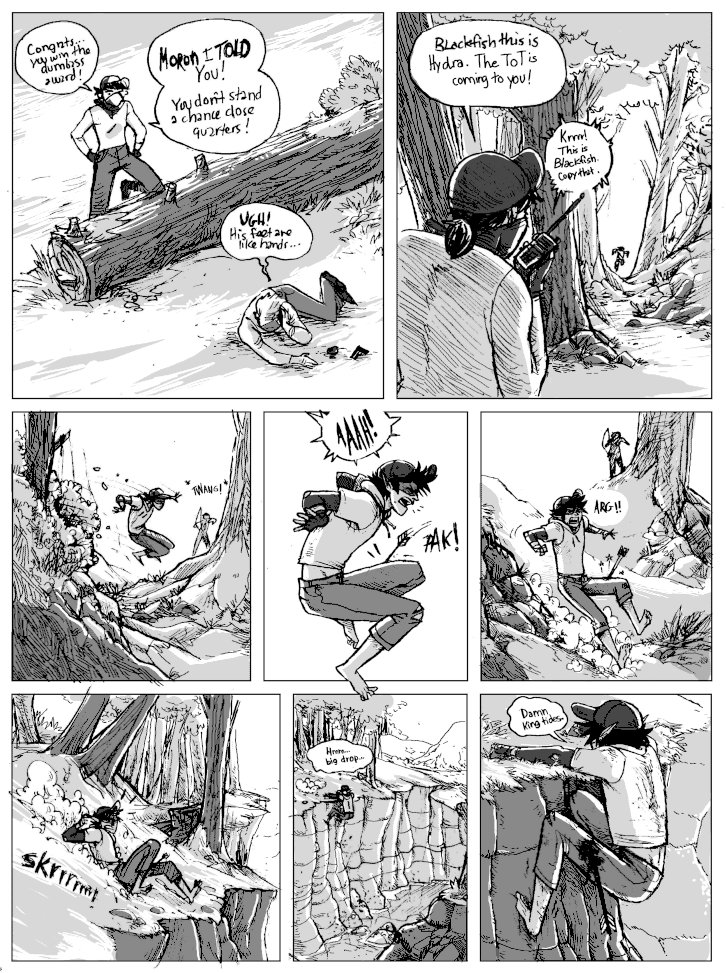 Congrats...
you win the
dumbass
award!
Moron I TOLD
You!
You don't stand
a chance close
quarters!
UGH!
His feet are
like hands...
Blackfish this is
Hydra. The ToT is
coming to you!
Krrrr!
This is
Blackfish.
Copy that.
"TWANG!"
AAAH!
PAK!
ARG!!
SKrrrrrrr!
Hrrm...
big drop...
Damn
King tides.